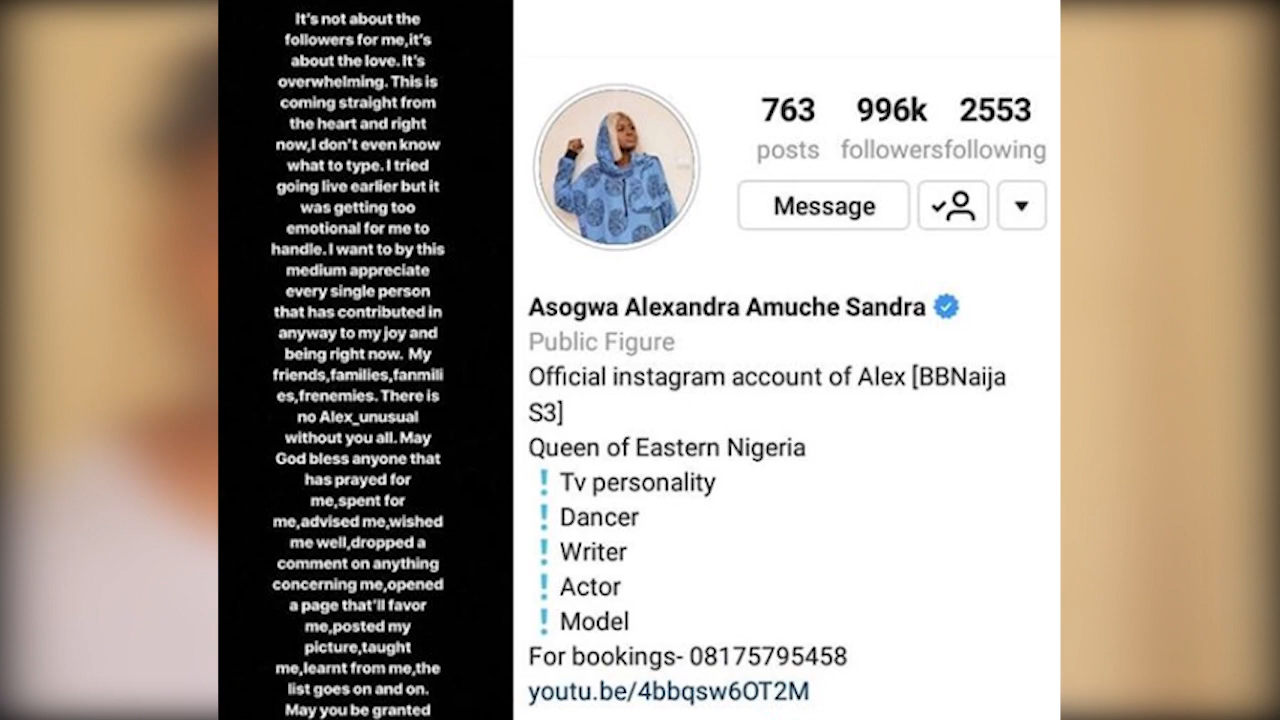 It's not about the
followers for me,it's
about the love. It's
overwhelming. This is
coming straight from
the heart and right
now,I don't even know
what to type. I tried
going live earlier but it
was getting too
emotional for me to
handle. I want to by this
medium appreciate
every single person
that has contributed in
anyway to my joy and
being right now. My
friends,families,fanmili
es,frenemies. There is
no Alex_unusual
without you all. May
God bless anyone that
has prayed for
me,spent for
me,advised me,wished
me well,dropped a
comment on anything
concerning me,opened
a page that'll favor
me,posted my
picture,taught
me,learnt from me,the
list goes on and on.
May you be granted
763 996k 2553
posts followersfollowing
Message
Asogwa Alexandra Amuche Sandra
Public Figure
Official instagram account of Alex [BBNaija
S3]
Queen of Eastern Nigeria
❕Tv personality
❕Dancer
❕Writer
❕Actor
❕Model
For bookings- 08175795458
youtu.be/4bbqsw6OT2M